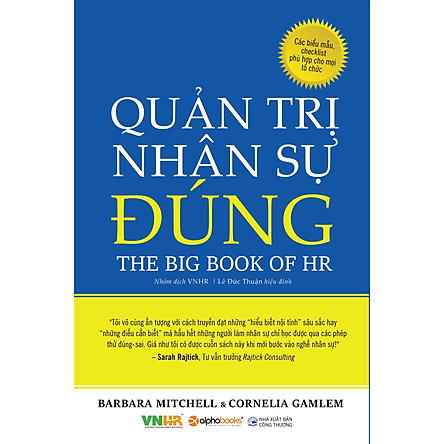 Các biểu mẫu,
checklist
phù hợp cho mọi
tổ chức
QUẢN TRỊ
NHÂN SỰ
ĐÚNG
THE BIG BOOK OF HR
Nhóm dịch VNHR | Lê Đức Thuận hiệu đính
"Tôi vô cùng ấn tượng với cách truyền đạt những "hiểu biết nội tình" sâu sắc hay
"những điều cần biết" mà hầu hết những người làm nhân sự chỉ học được qua các phép
thử đúng-sai. Giá như tôi có được cuốn sách này khi mới bước vào nghề nhân sự!"
– Sarah Rajtick, Tư vấn trưởng Rajtick Consulting
BARBARA MITCHELL & CORNELIA GAMLEM
VNHR alphabooks NHÀ XUẤT BẢN
CÔNG THƯƠNG